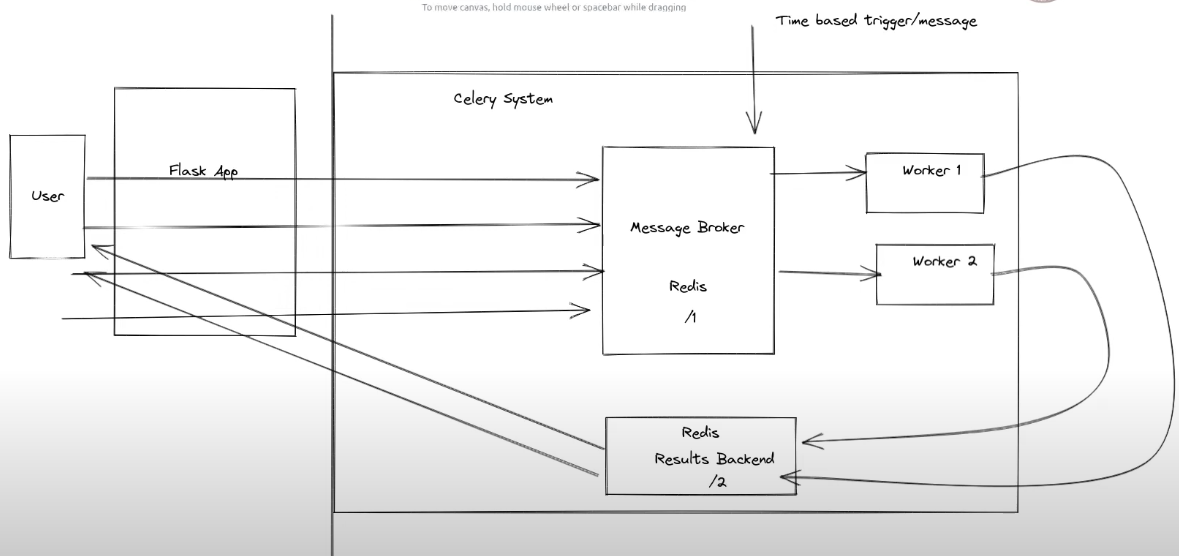 To move canvas, hold mouse wheel or spacebar while dragging
Time based trigger/message
Celery System
Flask App
User
Worker 1
Message Broker
Worker 2
Redis
/1
Redis
Results Backend
/2